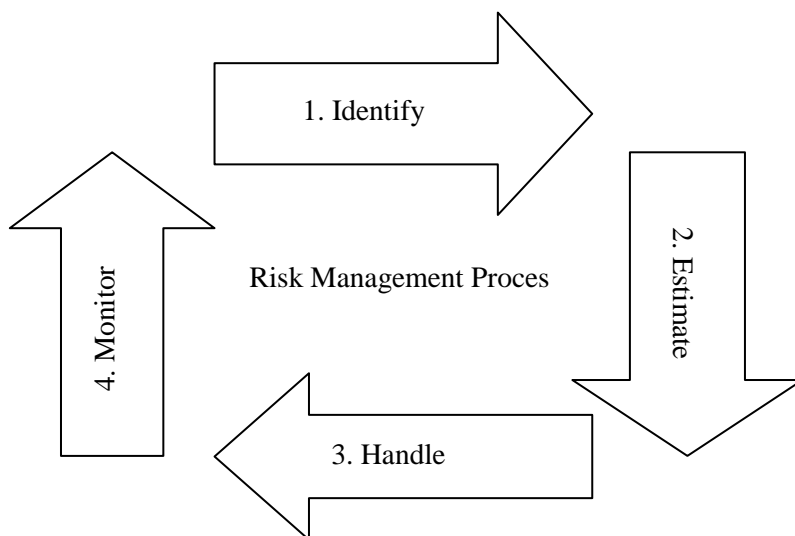 1. Identify
2. Estimate
Risk Management Proces
4. Monitor
3. Handle